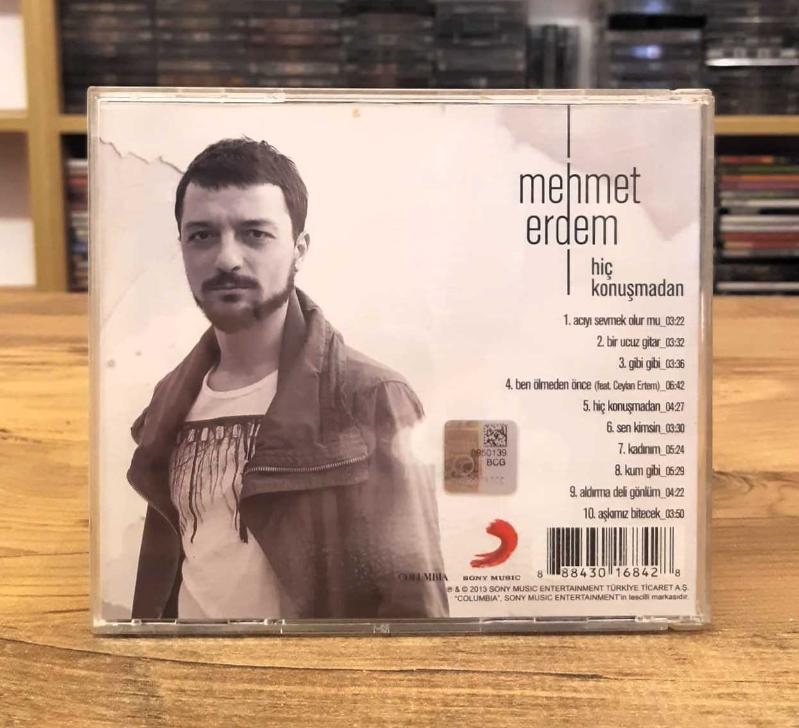 mehmet
erdem
hiç
konuşmadan
1. acıyı sevmek olur mu_03:22
2. bir ucuz gitar_03:32
3. gibi gibi_03:36
4. ben ölmeden önce (feat. Ceylan Ertem)_06:42
5. hiç konuşmadan_04:27
6. sen kimsin_03:30
7. kadınım_05:24
8. kum gibi_05:29
9. aldırma deli gönlüm_04:22
10. aşkımız bitecek_03:50
0950139
BCG
COLUMBIA
SONY MUSIC
8 88430 16842 8
℗ & © 2013 SONY MUSIC ENTERTAINMENT TÜRKİYE TİCARET A.Ş.
"COLUMBIA", SONY MUSIC ENTERTAINMENT'in tescilli markasıdır.